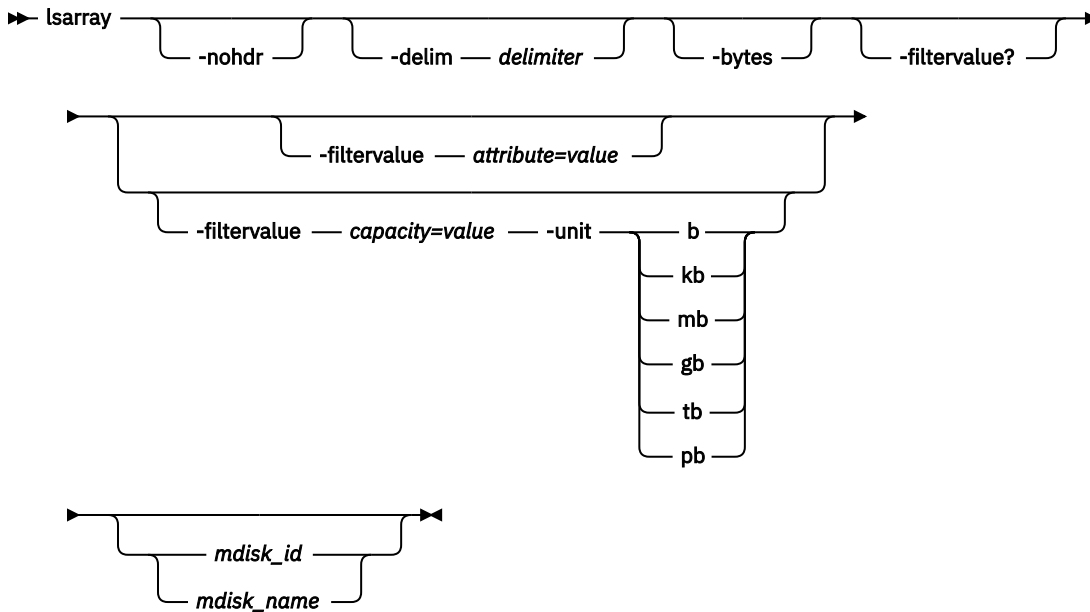 lsarray
-nohdr -delim delimiter -bytes -filtervalue?
-filtervalue attribute=value
-filtervalue capacity=value -unit b
kb
mb
gb
tb
pb
mdisk_id
mdisk_name